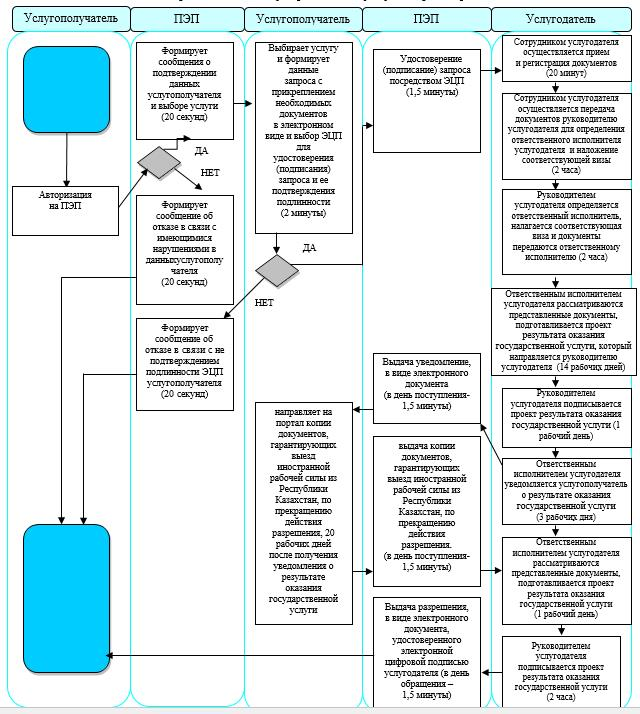 Услугополучатель
ПЭП
Услугополучатель
ПЭП
Услугодатель
Авторизация
на ПЭП
Формирует
сообщения о
подтверждении
данных
услугополучателя
и выборе услуги
(20 секунд)
ДА
НЕТ
Формирует
сообщение об
отказе в связи с
имеющимися
нарушениями в
данныхуслугополу
чателя
(20 секунд)
Формирует
сообщение об
отказе в связи с не
подтверждением
подлинности ЭЦП
услугополучателя
(20 секунд)
Выбирает услугу
и формирует
данные
запроса с
прикреплением
необходимых
документов
в электронном
виде и выбор ЭЦП
для
удостоверения
(подписания)
запроса и ее
подтверждения
подлинности
(2 минуты)
ДА
НЕТ
направляет на
портал копии
документов,
гарантирующих
выезд
иностранной
рабочей силы из
Республики
Казахстан, по
прекращению
действия
разрешения, 20
рабочих дней
после получения
уведомления о
результате
оказания
государственной
услуги
Удостоверение
(подписание) запроса
посредством ЭЦП
(1,5 минуты)
Выдача уведомление,
в виде электронного
документа
(в день поступления-
1,5 минуты)
выдача копии
документов,
гарантирующих
выезд иностранной
рабочей силы из
Республики
Казахстан, по
прекращению
действия
разрешения.
(в день поступления-
1,5 минуты)
Выдача разрешения,
в виде электронного
документа,
удостоверенного
электронной
цифровой подписью
услугодателя (в день
обращения –
1,5 минуты)
Сотрудником услугодателя
осуществляется прием
и регистрация документов
(20 минут)
Сотрудником услугодателя
осуществляется передача
документов руководителю
услугодателя для определения
ответственного исполнителя
услугодателя и наложение
соответствующей визы
(2 часа)
Руководителем
услугодателя определяется
ответственный исполнитель,
налагается соответствующая
виза и документы
передаются ответственному
исполнителю (2 часа)
Ответственным исполнителем
услугодателя рассматриваются
представленные документы,
подготавливается проект
результата оказания
государственной услуги, который
направляется руководителю
услугодателя (14 рабочих дней)
Руководителем
услугодателя подписывается
проект результата оказания
государственной услуги (1
рабочий день)
Ответственным
исполнителем услугодателя
уведомляется услугополучатель
о результате оказания
государственной услуги
(3 рабочих дня)
Ответственным
исполнителем услугодателя
рассматриваются
представленные документы,
подготавливается проект
результата оказания
государственной услуги
(1 рабочий день)
Руководителем
услугодателя
подписывается проект
результата оказания
государственной услуги
(2 часа)